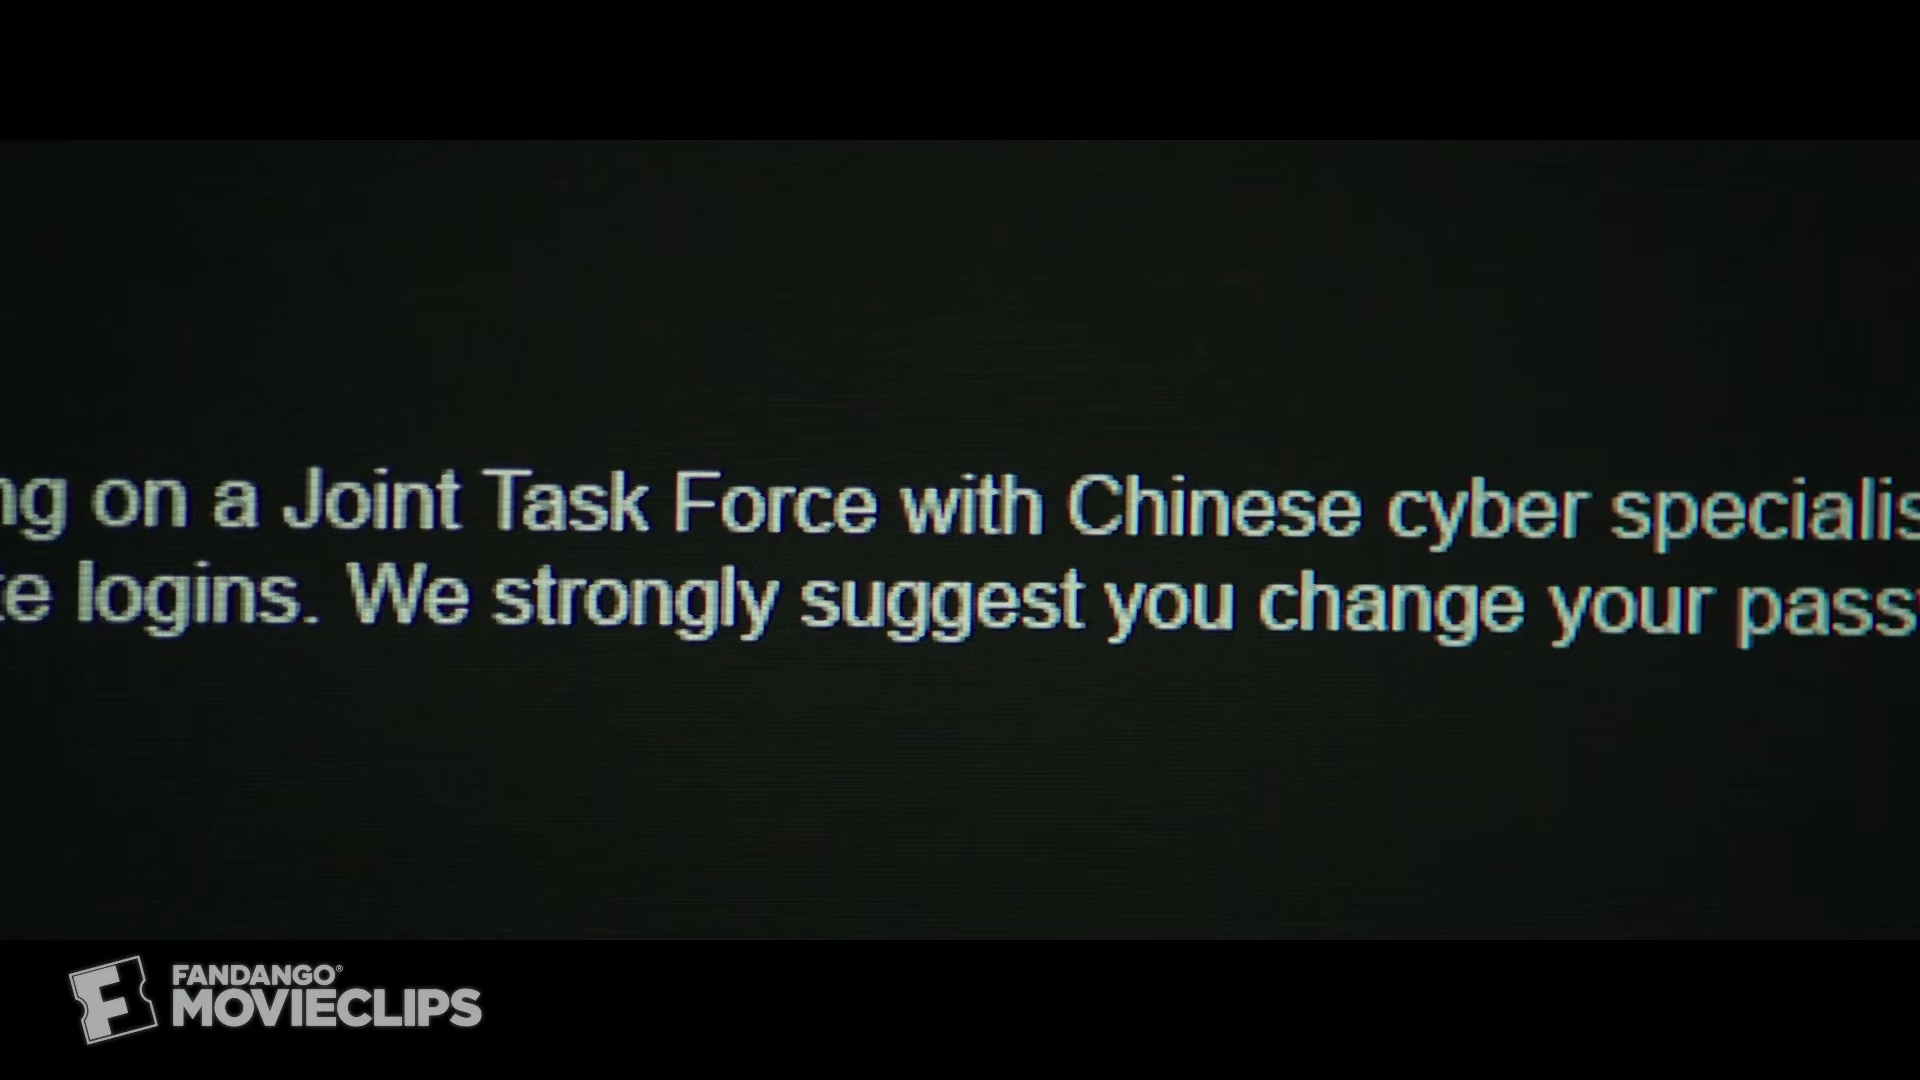 ng on a Joint Task Force with Chinese cyber specialis
te logins. We strongly suggest you change your pass
FANDANGO®
MOVIECLIPS